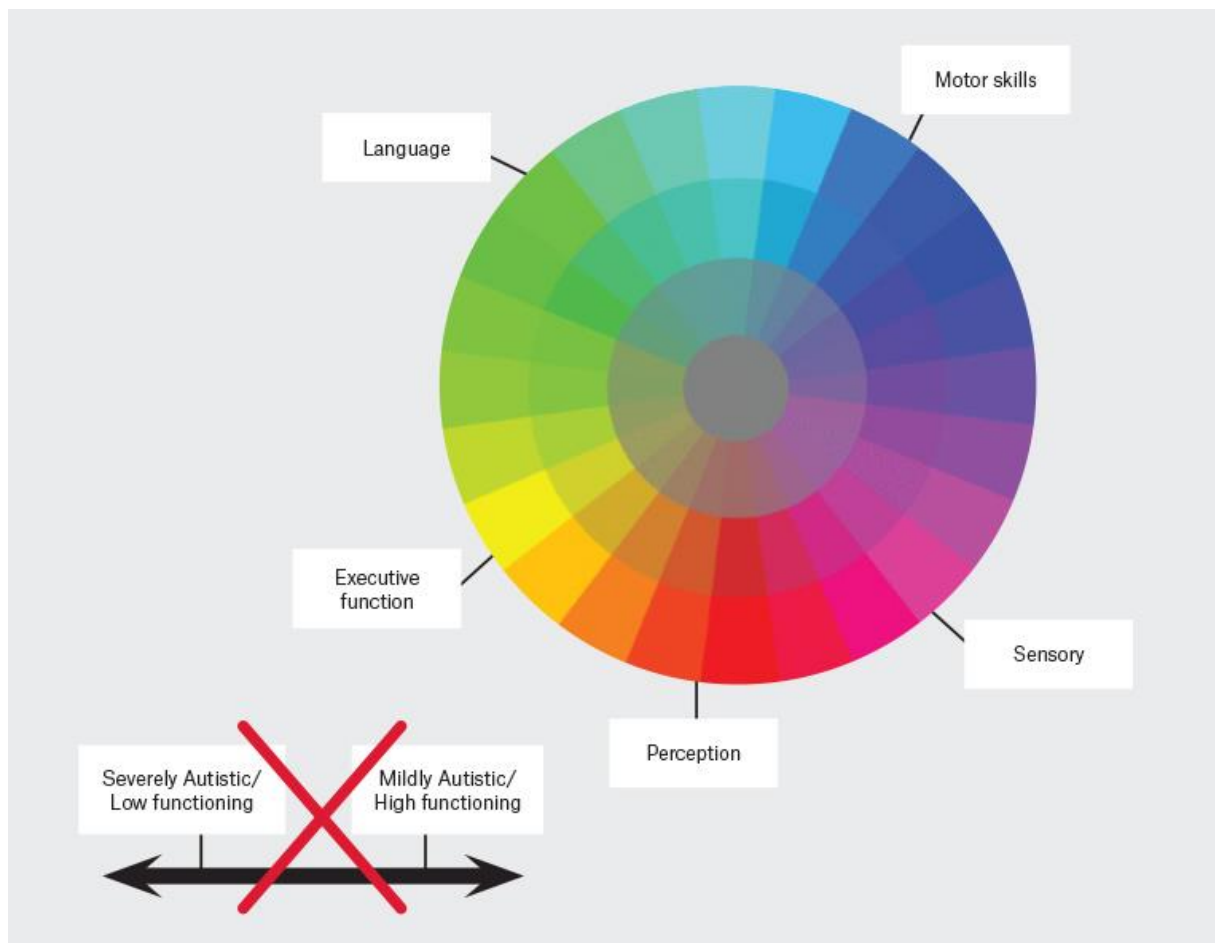 Motor skills
Language
Executive
function
Sensory
Perception
Severely Autistic/
Low functioning
Mildly Autistic/
High functioning